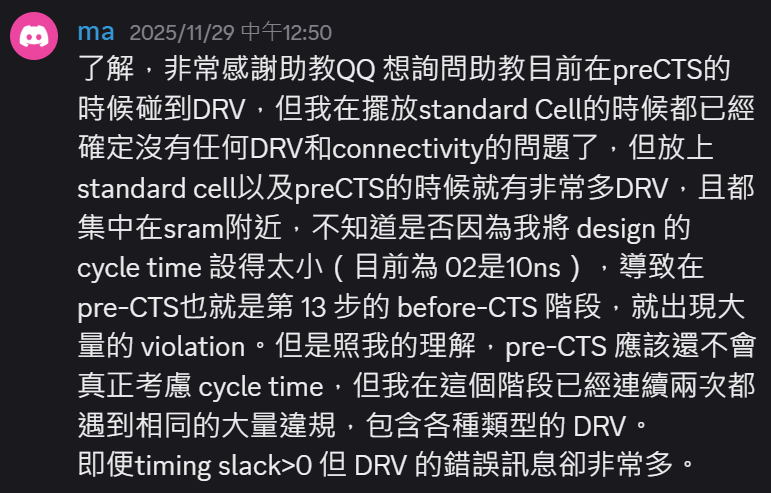 ma 2025/11/29 中午12:50
了解，非常感謝助教QQ 想詢問助教目前在preCTS的
時候碰到DRV，但我在擺放standard Cell的時候都已經
確定沒有任何DRV和connectivity的問題了，但放上
standard cell以及preCTS的時候就有非常多DRV，且都
集中在sram附近，不知道是否因為我將 design 的
cycle time 設得太小（目前為 02是10ns），導致在
pre-CTS也就是第 13 步的 before-CTS 階段，就出現大
量的 violation。但是照我的理解，pre-CTS 應該還不會
真正考慮 cycle time，但我在這個階段已經連續兩次都
遇到相同的大量違規，包含各種類型的 DRV。
即便timing slack>0 但 DRV 的錯誤訊息卻非常多。